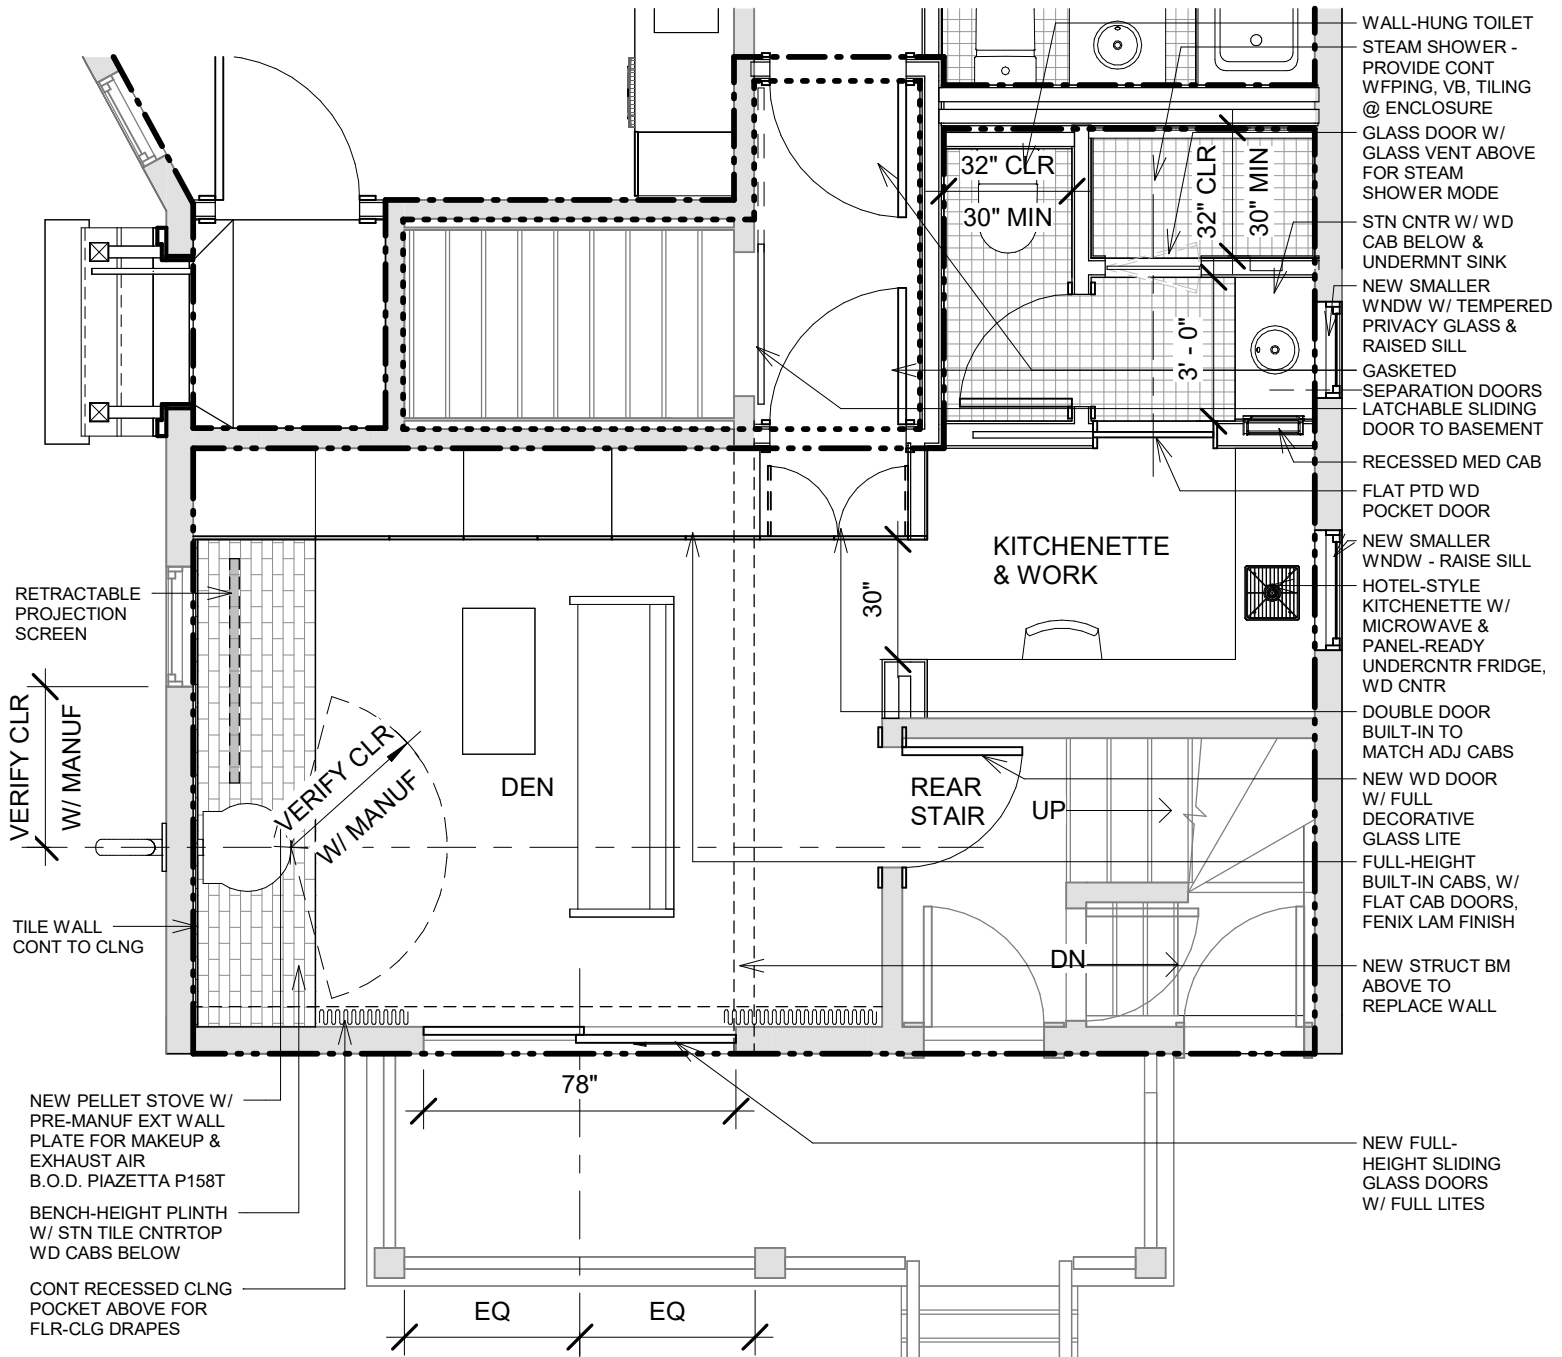 WALL-HUNG TOILET
STEAM SHOWER -
PROVIDE CONT
WFPING, VB, TILING
@ ENCLOSURE
GLASS DOOR W/
GLASS VENT ABOVE
FOR STEAM
SHOWER MODE
STN CNTR W/ WD
CAB BELOW &
UNDERMNT SINK
NEW SMALLER
WNDW W/ TEMPERED
PRIVACY GLASS &
RAISED SILL
GASKETED
SEPARATION DOORS
LATCHABLE SLIDING
DOOR TO BASEMENT
RECESSED MED CAB
FLAT PTD WD
POCKET DOOR
NEW SMALLER
WNDW - RAISE SILL
HOTEL-STYLE
KITCHENETTE W/
MICROWAVE &
PANEL-READY
UNDERCNTR FRIDGE,
WD CNTR
DOUBLE DOOR
BUILT-IN TO
MATCH ADJ CABS
NEW WD DOOR
W/ FULL
DECORATIVE
GLASS LITE
FULL-HEIGHT
BUILT-IN CABS, W/
FLAT CAB DOORS,
FENIX LAM FINISH
NEW STRUCT BM
ABOVE TO
REPLACE WALL
NEW FULL-
HEIGHT SLIDING
GLASS DOORS
W/ FULL LITES
32" CLR
30" MIN
32" CLR
30" MIN
3' - 0"
KITCHENETTE
& WORK
30"
RETRACTABLE
PROJECTION
SCREEN
VERIFY CLR
W/ MANUF
VERIFY CLR
W/ MANUF
DEN
REAR
STAIR
UP
DN
TILE WALL
CONT TO CLNG
78"
NEW PELLET STOVE W/
PRE-MANUF EXT WALL
PLATE FOR MAKEUP &
EXHAUST AIR
B.O.D. PIAZETTA P158T
BENCH-HEIGHT PLINTH
W/ STN TILE CNTRTOP
WD CABS BELOW
CONT RECESSED CLNG
POCKET ABOVE FOR
FLR-CLG DRAPES
EQ
EQ